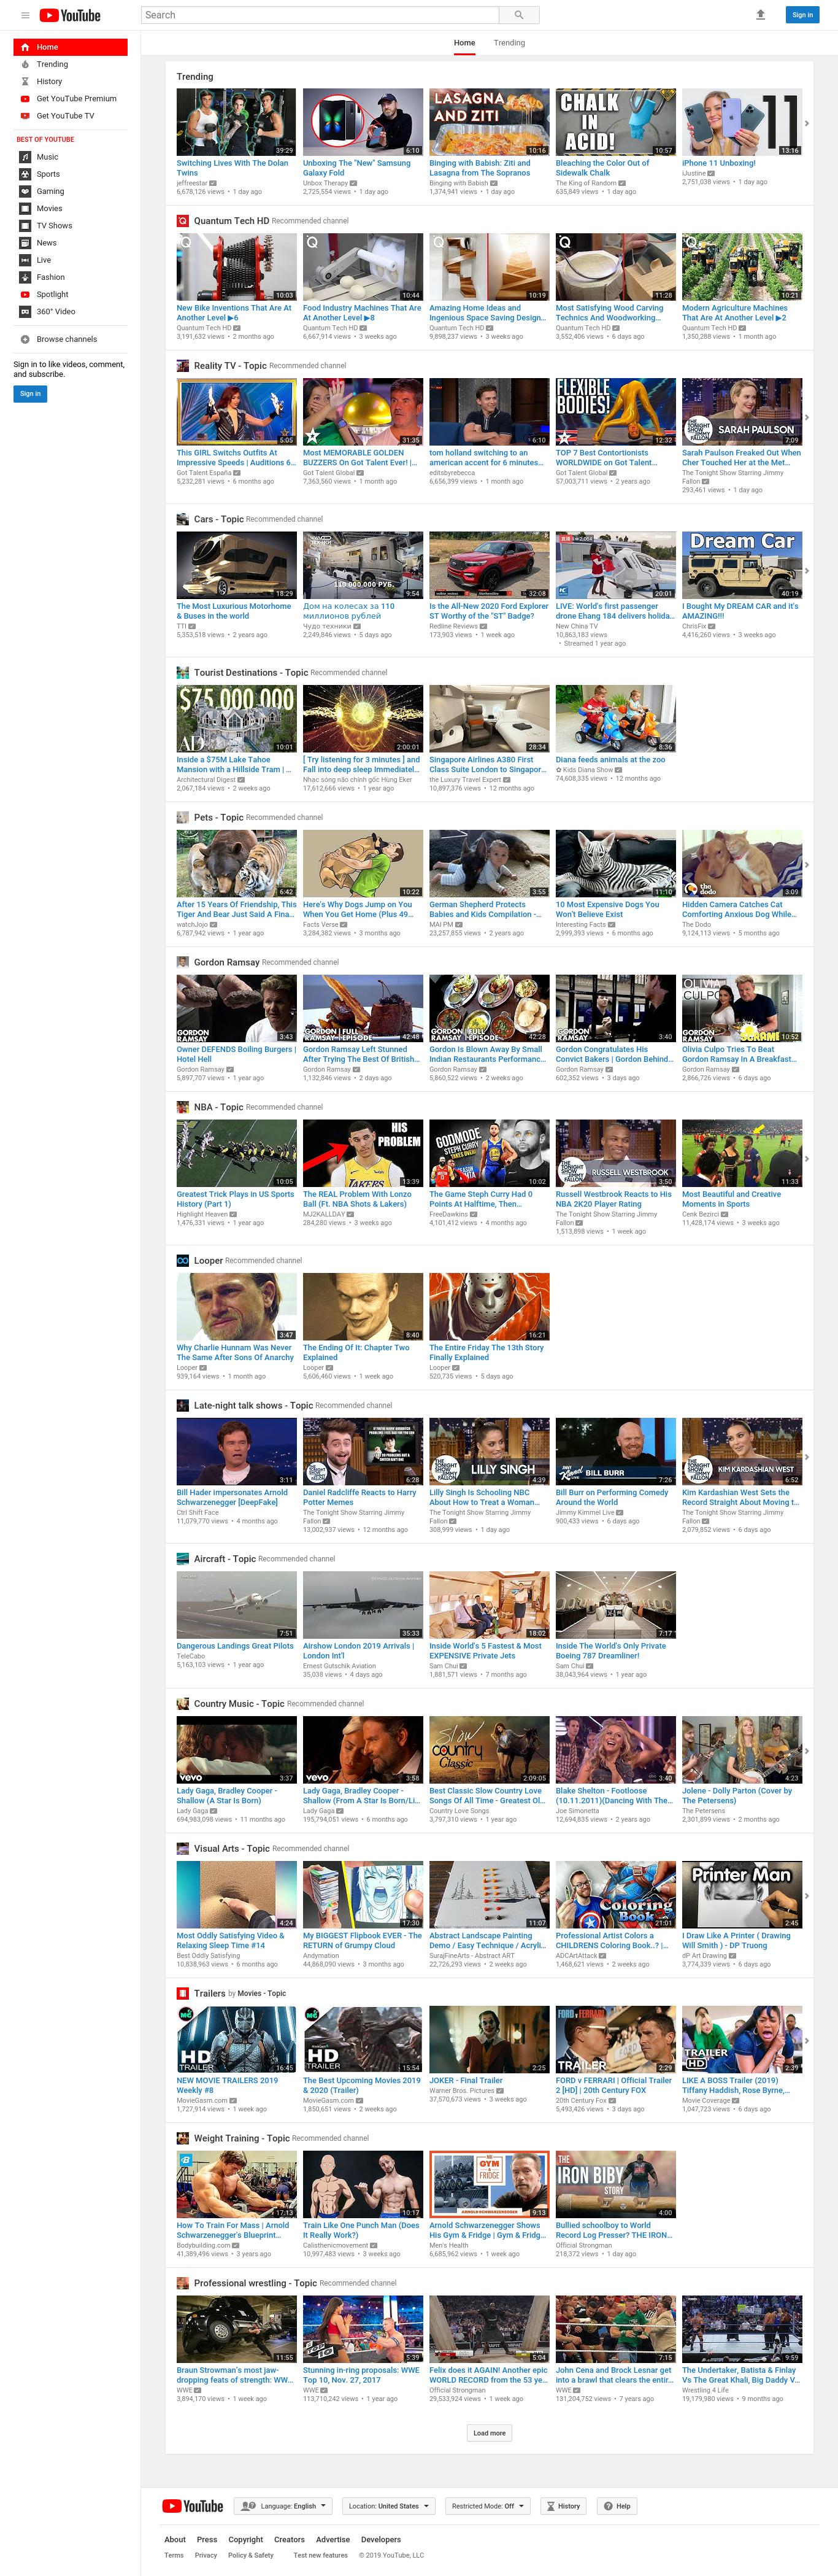 YouTube
Search
Sign in
Home
Trending
History
Get YouTube Premium
Get YouTube TV
BEST OF YOUTUBE
Music
Sports
Gaming
Movies
TV Shows
News
Live
Fashion
Spotlight
360° Video
Browse channels
Sign in to like videos, comment,
and subscribe.
Sign in
Home Trending
Trending
LASAGNA AND ZITI
CHALK IN ACID!
11
39:29 6:10 10:16 10:57 13:16
Switching Lives With The Dolan
Twins
jeffreestar
6,678,126 views • 1 day ago
Unboxing The "New" Samsung
Galaxy Fold
Unbox Therapy
2,725,554 views • 1 day ago
Binging with Babish: Ziti and
Lasagna from The Sopranos
Binging with Babish
1,374,941 views • 1 day ago
Bleaching the Color Out of
Sidewalk Chalk
The King of Random
635,849 views • 1 day ago
iPhone 11 Unboxing!
iJustine
2,751,038 views • 1 day ago
Quantum Tech HD Recommended channel
10:03 10:44 10:19 11:28 10:21
New Bike Inventions That Are At
Another Level ▶6
Quantum Tech HD
3,191,632 views • 2 months ago
Food Industry Machines That Are
At Another Level ▶8
Quantum Tech HD
6,667,914 views • 3 weeks ago
Amazing Home Ideas and
Ingenious Space Saving Design...
Quantum Tech HD
9,898,237 views • 3 weeks ago
Most Satisfying Wood Carving
Technics And Woodworking...
Quantum Tech HD
3,552,406 views • 6 days ago
Modern Agriculture Machines
That Are At Another Level ▶2
Quantum Tech HD
1,350,288 views • 1 month ago
Reality TV - Topic Recommended channel
FLEXIBLE BODIES!
THE TONIGHT SHOW STARRING JIMMY FALLON
SARAH PAULSON
5:05 31:35 6:10 12:32 7:09
This GIRL Switchs Outfits At
Impressive Speeds | Auditions 6...
Got Talent España
5,232,281 views • 6 months ago
Most MEMORABLE GOLDEN
BUZZERS On Got Talent Ever! |...
Got Talent Global
7,363,560 views • 1 month ago
tom holland switching to an
american accent for 6 minutes...
editsbyrebecca
6,656,399 views • 1 month ago
TOP 7 Best Contortionists
WORLDWIDE on Got Talent...
Got Talent Global
57,003,711 views • 2 years ago
Sarah Paulson Freaked Out When
Cher Touched Her at the Met...
The Tonight Show Starring Jimmy
Fallon
293,461 views • 1 day ago
Cars - Topic Recommended channel
110 000 000 РУБ.
Dream Car
18:29 9:54 32:08 20:01 40:19
The Most Luxurious Motorhome
& Buses in the world
TTI
5,353,518 views • 2 years ago
Дом на колесах за 110
миллионов рублей
Чудо техники
2,249,846 views • 5 days ago
Is the All-New 2020 Ford Explorer
ST Worthy of the "ST" Badge?
Redline Reviews
173,903 views • 1 week ago
LIVE: World's first passenger
drone Ehang 184 delivers holida...
New China TV
10,863,183 views
• Streamed 1 year ago
I Bought My DREAM CAR and it's
AMAZING!!!
ChrisFix
4,416,260 views • 3 weeks ago
Tourist Destinations - Topic Recommended channel
$75,000,000
AD
10:01 2:00:01 28:34 8:36
Inside a $75M Lake Tahoe
Mansion with a Hillside Tram | ...
Architectural Digest
2,067,184 views • 2 weeks ago
[ Try listening for 3 minutes ] and
Fall into deep sleep Immediatel...
Nhạc sóng não chính gốc Hùng Eker
17,612,666 views • 1 year ago
Singapore Airlines A380 First
Class Suite London to Singapor...
the Luxury Travel Expert
10,897,376 views • 12 months ago
Diana feeds animals at the zoo
✿ Kids Diana Show
74,608,335 views • 12 months ago
Pets - Topic Recommended channel
the dodo
6:42 10:22 3:55 11:10 3:09
After 15 Years Of Friendship, This
Tiger And Bear Just Said A Fina...
watchJojo
6,787,942 views • 1 year ago
Here's Why Dogs Jump on You
When You Get Home (Plus 49...
Facts Verse
3,284,382 views • 3 months ago
German Shepherd Protects
Babies and Kids Compilation -...
MAI PM
23,257,855 views • 2 years ago
10 Most Expensive Dogs You
Won't Believe Exist
Interesting Facts
2,999,393 views • 6 months ago
Hidden Camera Catches Cat
Comforting Anxious Dog While...
The Dodo
9,124,113 views • 5 months ago
Gordon Ramsay Recommended channel
GORDON RAMSAY
GORDON | FULL RAMSAY | EPISODE
GORDON | FULL RAMSAY | EPISODE
GORDON RAMSAY
OLIVIA CULPO
GORDON RAMSAY
3:43 42:48 42:28 3:40 10:52
Owner DEFENDS Boiling Burgers |
Hotel Hell
Gordon Ramsay
5,897,707 views • 1 year ago
Gordon Ramsay Left Stunned
After Trying The Best Of British...
Gordon Ramsay
1,132,846 views • 2 days ago
Gordon Is Blown Away By Small
Indian Restaurants Performanc...
Gordon Ramsay
5,860,522 views • 2 weeks ago
Gordon Congratulates His
Convict Bakers | Gordon Behind...
Gordon Ramsay
602,352 views • 3 days ago
Olivia Culpo Tries To Beat
Gordon Ramsay In A Breakfast...
Gordon Ramsay
2,866,726 views • 6 days ago
NBA - Topic Recommended channel
HIS PROBLEM
LAKERS
GODMODE
STEPH CURRY
TAKES OVER!
THE TONIGHT SHOW STARRING JIMMY FALLON
RUSSELL WESTBROOK
10:05 13:39 10:02 3:50 11:33
Greatest Trick Plays in US Sports
History (Part 1)
Highlight Heaven
1,476,331 views • 1 year ago
The REAL Problem With Lonzo
Ball (Ft. NBA Shots & Lakers)
MJ2KALLDAY
284,280 views • 3 weeks ago
The Game Steph Curry Had 0
Points At Halftime, Then...
FreeDawkins
4,101,412 views • 4 months ago
Russell Westbrook Reacts to His
NBA 2K20 Player Rating
The Tonight Show Starring Jimmy
Fallon
1,513,898 views • 1 week ago
Most Beautiful and Creative
Moments in Sports
Cenk Bezirci
11,428,174 views • 3 weeks ago
Looper Recommended channel
3:47 8:40 16:21
Why Charlie Hunnam Was Never
The Same After Sons Of Anarchy
Looper
939,164 views • 1 month ago
The Ending Of It: Chapter Two
Explained
Looper
5,606,460 views • 1 week ago
The Entire Friday The 13th Story
Finally Explained
Looper
520,735 views • 5 days ago
Late-night talk shows - Topic Recommended channel
LILLY SINGH
BILL BURR
KIM KARDASHIAN WEST
3:11 6:28 4:39 7:26 6:52
Bill Hader impersonates Arnold
Schwarzenegger [DeepFake]
Ctrl Shift Face
11,079,770 views • 4 months ago
Daniel Radcliffe Reacts to Harry
Potter Memes
The Tonight Show Starring Jimmy
Fallon
13,002,937 views • 12 months ago
Lilly Singh Is Schooling NBC
About How to Treat a Woman...
The Tonight Show Starring Jimmy
Fallon
308,999 views • 1 day ago
Bill Burr on Performing Comedy
Around the World
Jimmy Kimmel Live
900,433 views • 6 days ago
Kim Kardashian West Sets the
Record Straight About Moving t...
The Tonight Show Starring Jimmy
Fallon
2,079,852 views • 6 days ago
Aircraft - Topic Recommended channel
7:51 35:33 18:02 7:17
Dangerous Landings Great Pilots
TeleCabo
5,163,103 views • 1 year ago
Airshow London 2019 Arrivals |
London Int'l
Ernest Gutschik Aviation
35,038 views • 4 days ago
Inside World's 5 Fastest & Most
EXPENSIVE Private Jets
Sam Chui
1,881,571 views • 7 months ago
Inside The World's Only Private
Boeing 787 Dreamliner!
Sam Chui
38,043,964 views • 1 year ago
Country Music - Topic Recommended channel
vevo
vevo
Slow Country Classic
3:37 3:58 2:09:05 3:40 4:23
Lady Gaga, Bradley Cooper -
Shallow (A Star Is Born)
Lady Gaga
694,983,098 views • 11 months ago
Lady Gaga, Bradley Cooper -
Shallow (From A Star Is Born/Li...
Lady Gaga
195,794,051 views • 6 months ago
Best Classic Slow Country Love
Songs Of All Time - Greatest Ol...
Country Love Songs
3,797,310 views • 1 year ago
Blake Shelton - Footloose
(10.11.2011)(Dancing With The...
Joe Simonetta
12,694,835 views • 2 years ago
Jolene - Dolly Parton (Cover by
The Petersens)
The Petersens
2,301,899 views • 2 months ago
Visual Arts - Topic Recommended channel
Coloring Book
Printer Man
4:24 17:30 11:07 21:01 2:45
Most Oddly Satisfying Video &
Relaxing Sleep Time #14
Best Oddly Satisfying
10,838,963 views • 6 months ago
My BIGGEST Flipbook EVER - The
RETURN of Grumpy Cloud
Andymation
44,868,090 views • 3 months ago
Abstract Landscape Painting
Demo / Easy Technique / Acryli...
SurajFineArts - Abstract ART
22,726,293 views • 2 weeks ago
Professional Artist Colors a
CHILDRENS Coloring Book..? |...
ADCArtAttack
1,468,621 views • 2 weeks ago
I Draw Like A Printer ( Drawing
Will Smith ) - DP Truong
dP Art Drawing
3,774,339 views • 6 days ago
Trailers by Movies - Topic
HD TRAILER
HD TRAILER
FORD v FERRARI
TRAILER
TRAILER HD
16:45 15:54 2:25 2:29 2:39
NEW MOVIE TRAILERS 2019
Weekly #8
MovieGasm.com
1,727,914 views • 1 week ago
The Best Upcoming Movies 2019
& 2020 (Trailer)
MovieGasm.com
1,850,651 views • 2 weeks ago
JOKER - Final Trailer
Warner Bros. Pictures
37,570,673 views • 3 weeks ago
FORD v FERRARI | Official Trailer
2 [HD] | 20th Century FOX
20th Century Fox
5,493,426 views • 3 days ago
LIKE A BOSS Trailer (2019)
Tiffany Haddish, Rose Byrne,...
Movie Coverage
1,047,723 views • 6 days ago
Weight Training - Topic Recommended channel
GYM & FRIDGE
ARNOLD SCHWARZENEGGER
THE IRON BIBY STORY
17:13 10:17 9:13 4:00
How To Train For Mass | Arnold
Schwarzenegger's Blueprint...
Bodybuilding.com
41,389,496 views • 3 years ago
Train Like One Punch Man (Does
It Really Work?)
Calisthenicmovement
10,997,483 views • 3 weeks ago
Arnold Schwarzenegger Shows
His Gym & Fridge | Gym & Fridg...
Men's Health
6,685,962 views • 1 week ago
Bullied schoolboy to World
Record Log Presser? THE IRON...
Official Strongman
218,372 views • 1 day ago
Professional wrestling - Topic Recommended channel
TOP 10
11:55 5:39 5:04 7:15 9:59
Braun Strowman's most jaw-
dropping feats of strength: WW...
WWE
3,894,170 views • 1 week ago
Stunning in-ring proposals: WWE
Top 10, Nov. 27, 2017
WWE
113,710,242 views • 1 year ago
Felix does it AGAIN! Another epic
WORLD RECORD from the 53 ye...
Official Strongman
29,533,924 views • 1 week ago
John Cena and Brock Lesnar get
into a brawl that clears the entir...
WWE
131,204,752 views • 7 years ago
The Undertaker, Batista & Finlay
Vs The Great Khali, Big Daddy V...
Wrestling 4 Life
19,179,980 views • 9 months ago
Load more
YouTube
Language: English
Location: United States
Restricted Mode: Off
History
Help
About Press Copyright Creators Advertise Developers
Terms Privacy Policy & Safety Test new features © 2019 YouTube, LLC